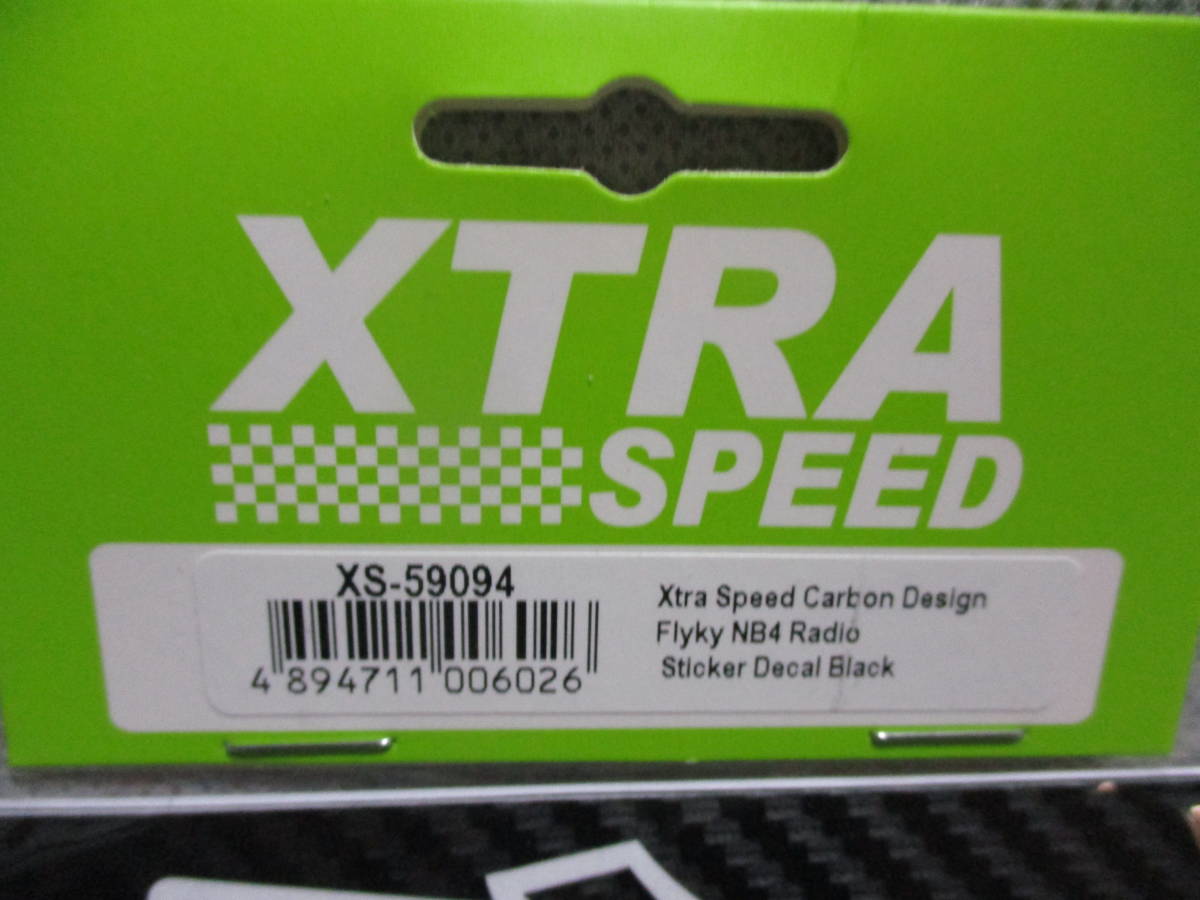 XTRA
SPEED
XS-59094
4 894711 006026
Xtra Speed Carbon Design
Flyky NB4 Radio
Sticker Decal Black